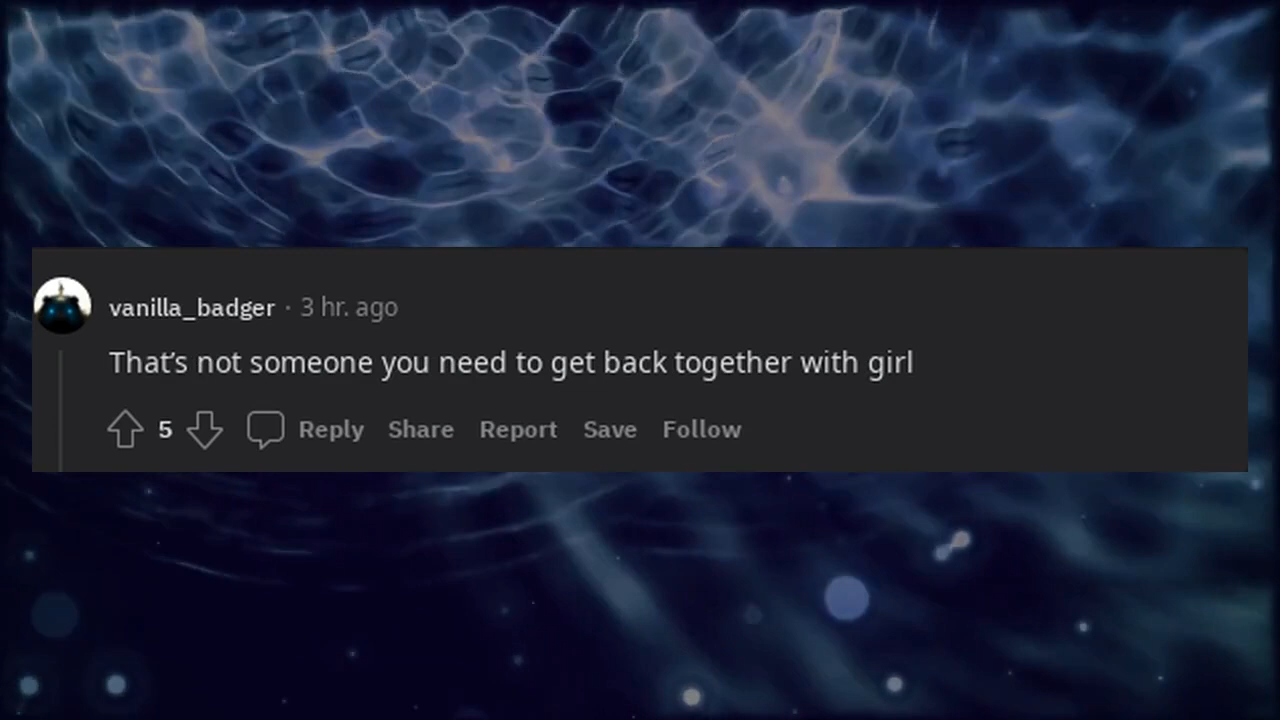 vanilla_badger · 3 hr. ago
That’s not someone you need to get back together with girl
5 Reply Share Report Save Follow